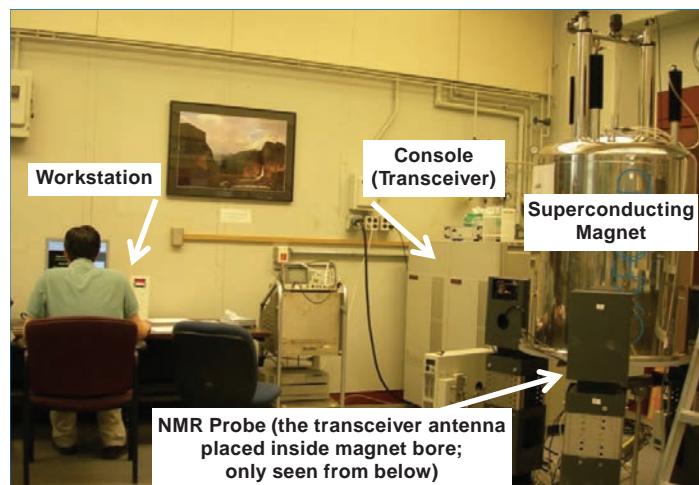 Workstation
Console
(Transceiver)
Superconducting
Magnet
NMR Probe (the transceiver antenna
placed inside magnet bore;
only seen from below)